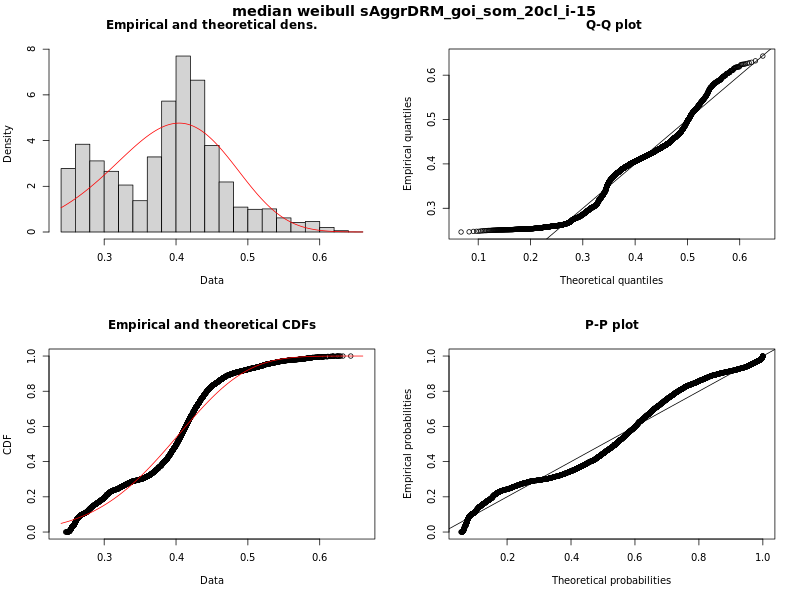 median weibull sAggrDRM_goi_som_20cl_i-15
Empirical and theoretical dens.
Density
8
6
4
2
0
0.3 0.4 0.5 0.6
Data
Q-Q plot
Empirical quantiles
0.6
0.5
0.4
0.3
0.1 0.2 0.3 0.4 0.5 0.6
Theoretical quantiles
Empirical and theoretical CDFs
CDF
1.0
0.8
0.6
0.4
0.2
0.0
0.3 0.4 0.5 0.6
Data
P-P plot
Empirical probabilities
1.0
0.8
0.6
0.4
0.2
0.0
0.2 0.4 0.6 0.8 1.0
Theoretical probabilities